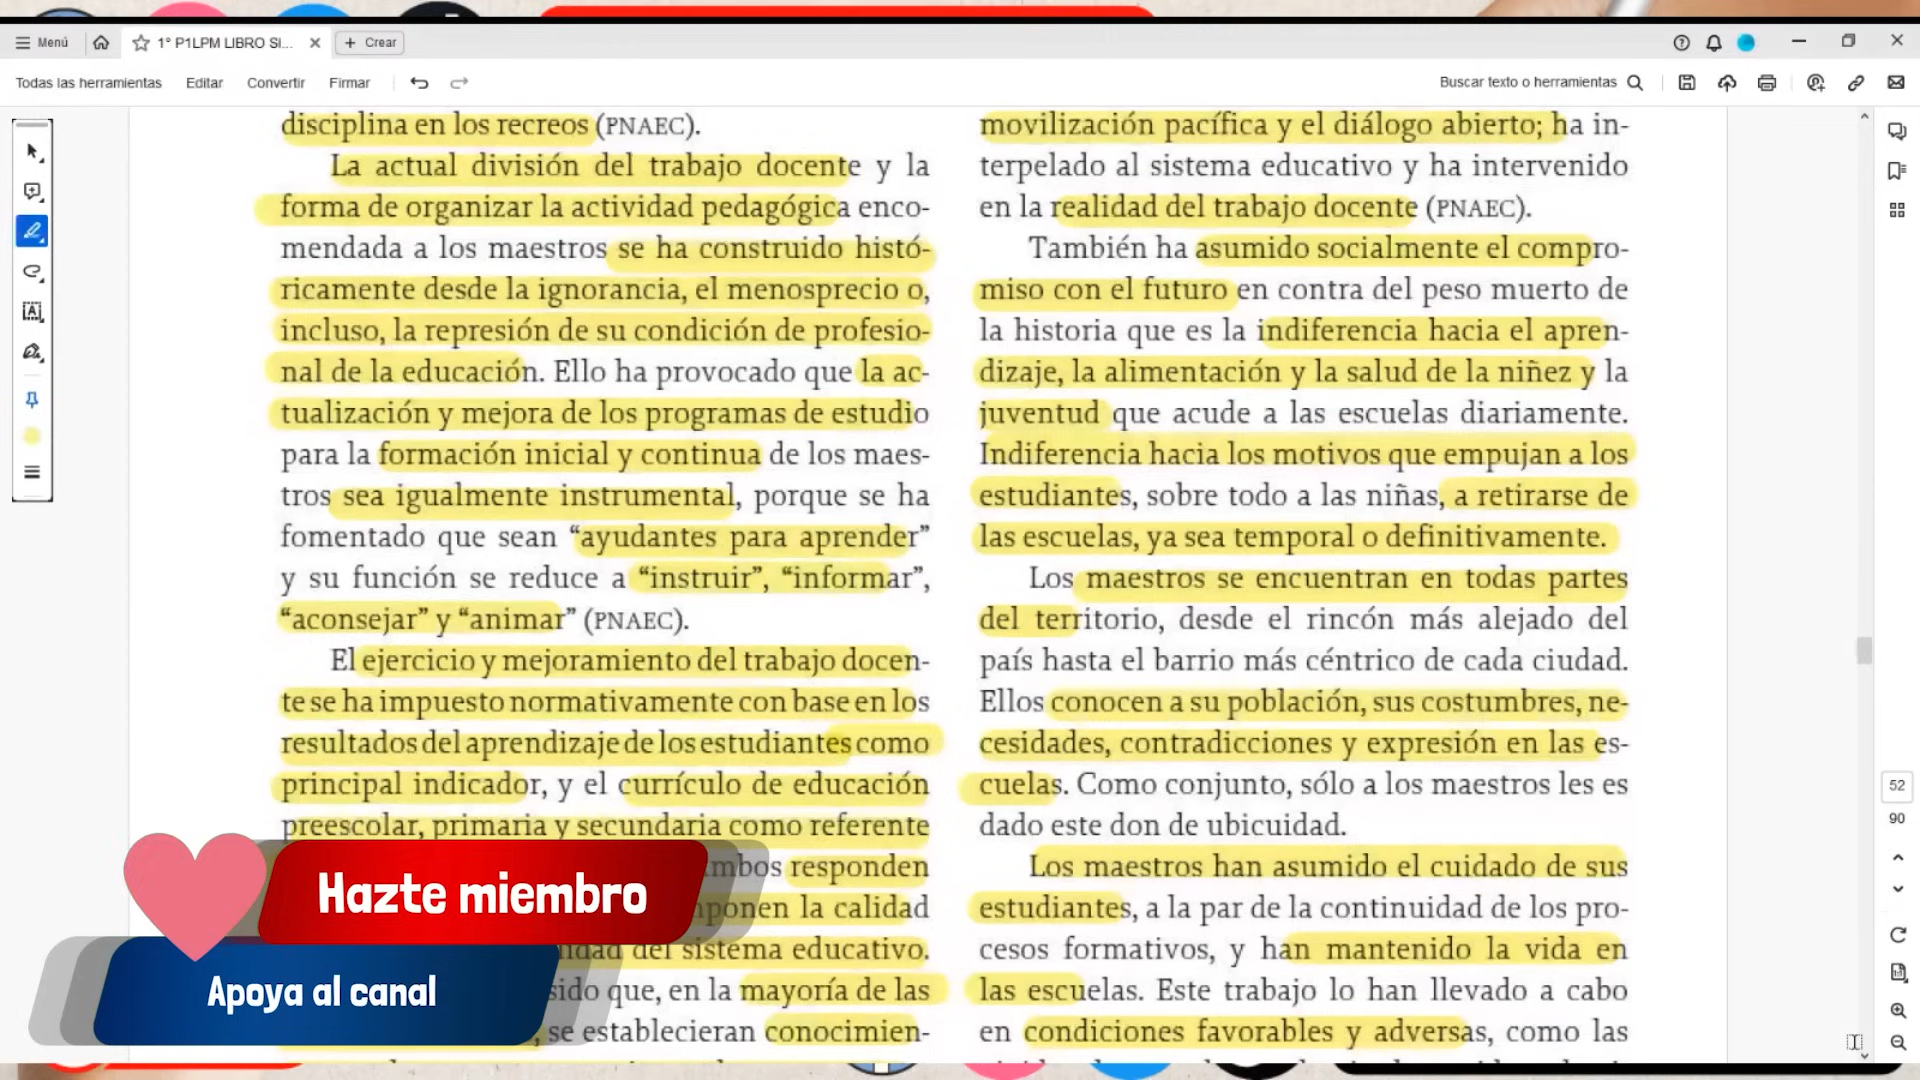 Menú
1° P1LPM LIBRO SI...
Crear
Todas las herramientas
Editar
Convertir
Firmar
Buscar texto o herramientas
disciplina en los recreos (PNAEC).
La actual división del trabajo docente y la
forma de organizar la actividad pedagógica enco-
mendada a los maestros se ha construido histó-
ricamente desde la ignorancia, el menosprecio o,
incluso, la represión de su condición de profesio-
nal de la educación. Ello ha provocado que la ac-
tualización y mejora de los programas de estudio
para la formación inicial y continua de los maes-
tros sea igualmente instrumental, porque se ha
fomentado que sean “ayudantes para aprender”
y su función se reduce a “instruir”, “informar”,
“aconsejar” y “animar” (PNAEC).
El ejercicio y mejoramiento del trabajo docen-
te se ha impuesto normativamente con base en los
resultados del aprendizaje de los estudiantes como
principal indicador, y el currículo de educación
preescolar, primaria y secundaria como referente
responden
la calidad
del sistema educativo.
que, en la mayoría de las
se establecieran conocimien-
movilización pacífica y el diálogo abierto; ha in-
terpelado al sistema educativo y ha intervenido
en la realidad del trabajo docente (PNAEC).
También ha asumido socialmente el compro-
miso con el futuro en contra del peso muerto de
la historia que es la indiferencia hacia el apren-
dizaje, la alimentación y la salud de la niñez y la
juventud que acude a las escuelas diariamente.
Indiferencia hacia los motivos que empujan a los
estudiantes, sobre todo a las niñas, a retirarse de
las escuelas, ya sea temporal o definitivamente.
Los maestros se encuentran en todas partes
del territorio, desde el rincón más alejado del
país hasta el barrio más céntrico de cada ciudad.
Ellos conocen a su población, sus costumbres, ne-
cesidades, contradicciones y expresión en las es-
cuelas. Como conjunto, sólo a los maestros les es
dado este don de ubicuidad.
Los maestros han asumido el cuidado de sus
estudiantes, a la par de la continuidad de los pro-
cesos formativos, y han mantenido la vida en
las escuelas. Este trabajo lo han llevado a cabo
en condiciones favorables y adversas, como las
52
90
Hazte miembro
Apoya al canal